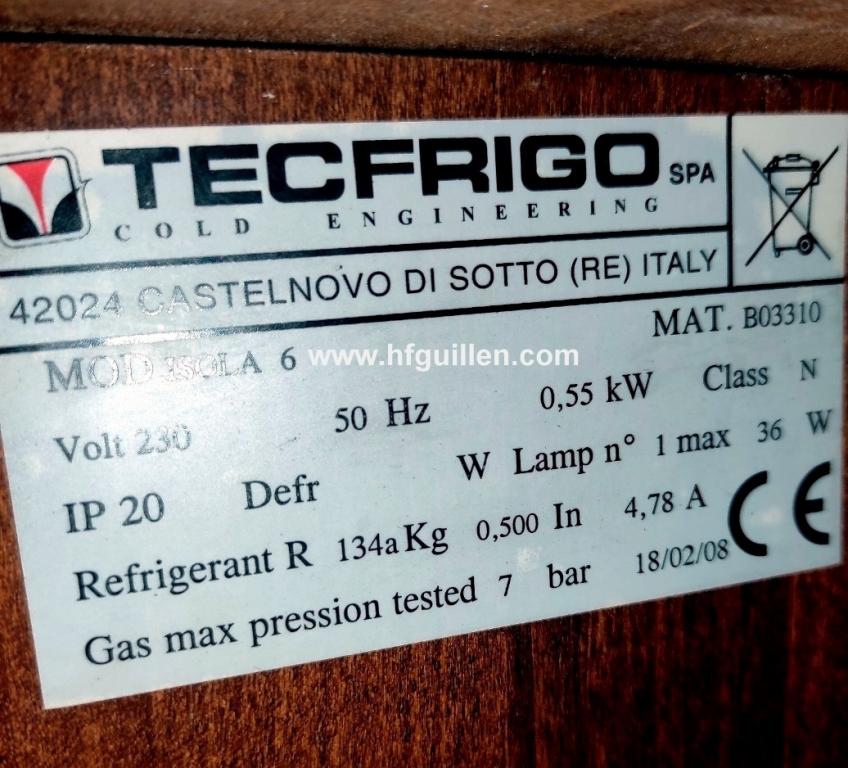 TECFRIGO SPA
COLD ENGINEERING
42024 CASTELNOVO DI SOTTO (RE) ITALY
MOD ISOLA 6 www.hfguillen.com MAT. B03310
Volt 230 50 Hz 0,55 kW Class N
IP 20 Defr W Lamp n° 1 max 36 W
Refrigerant R 134a Kg 0,500 In 4,78 A CE
Gas max pression tested 7 bar 18/02/08